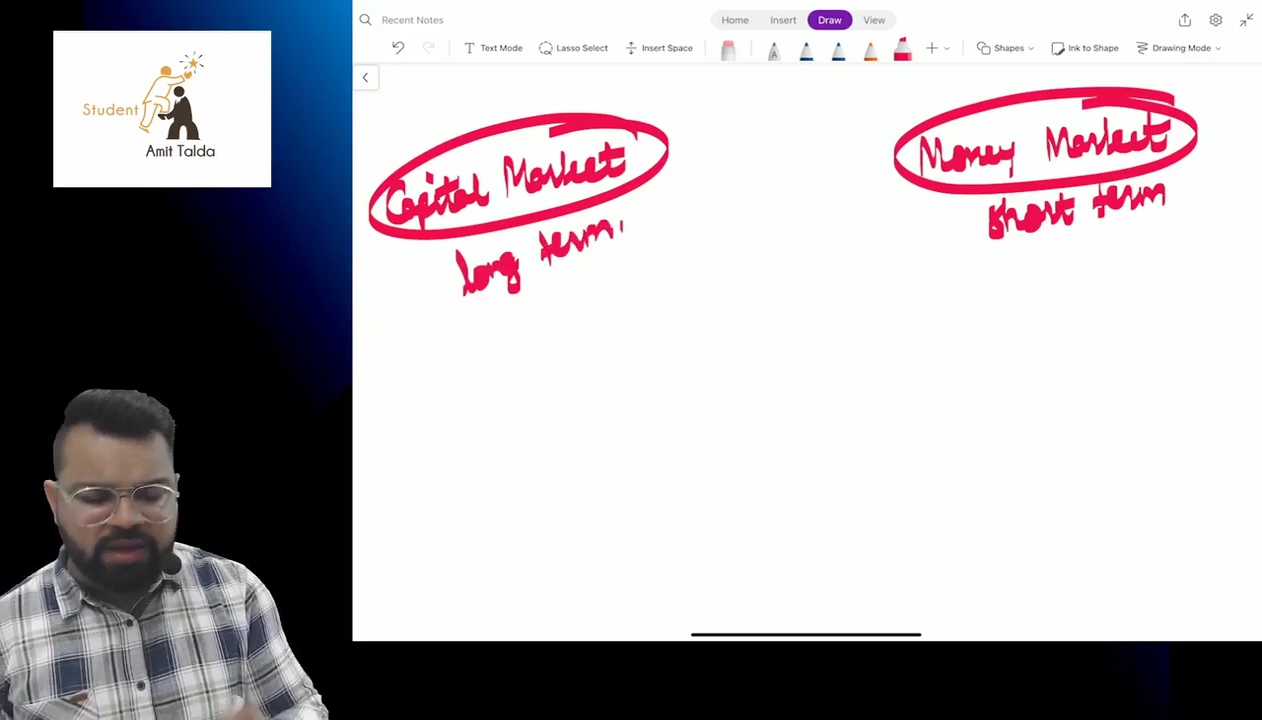 Recent Notes
Home Insert Draw View
Text Mode Lasso Select Insert Space A Shapes Ink to Shape Drawing Mode
Student
Amit Talda
Capital Market
long term.
Money Market
short term